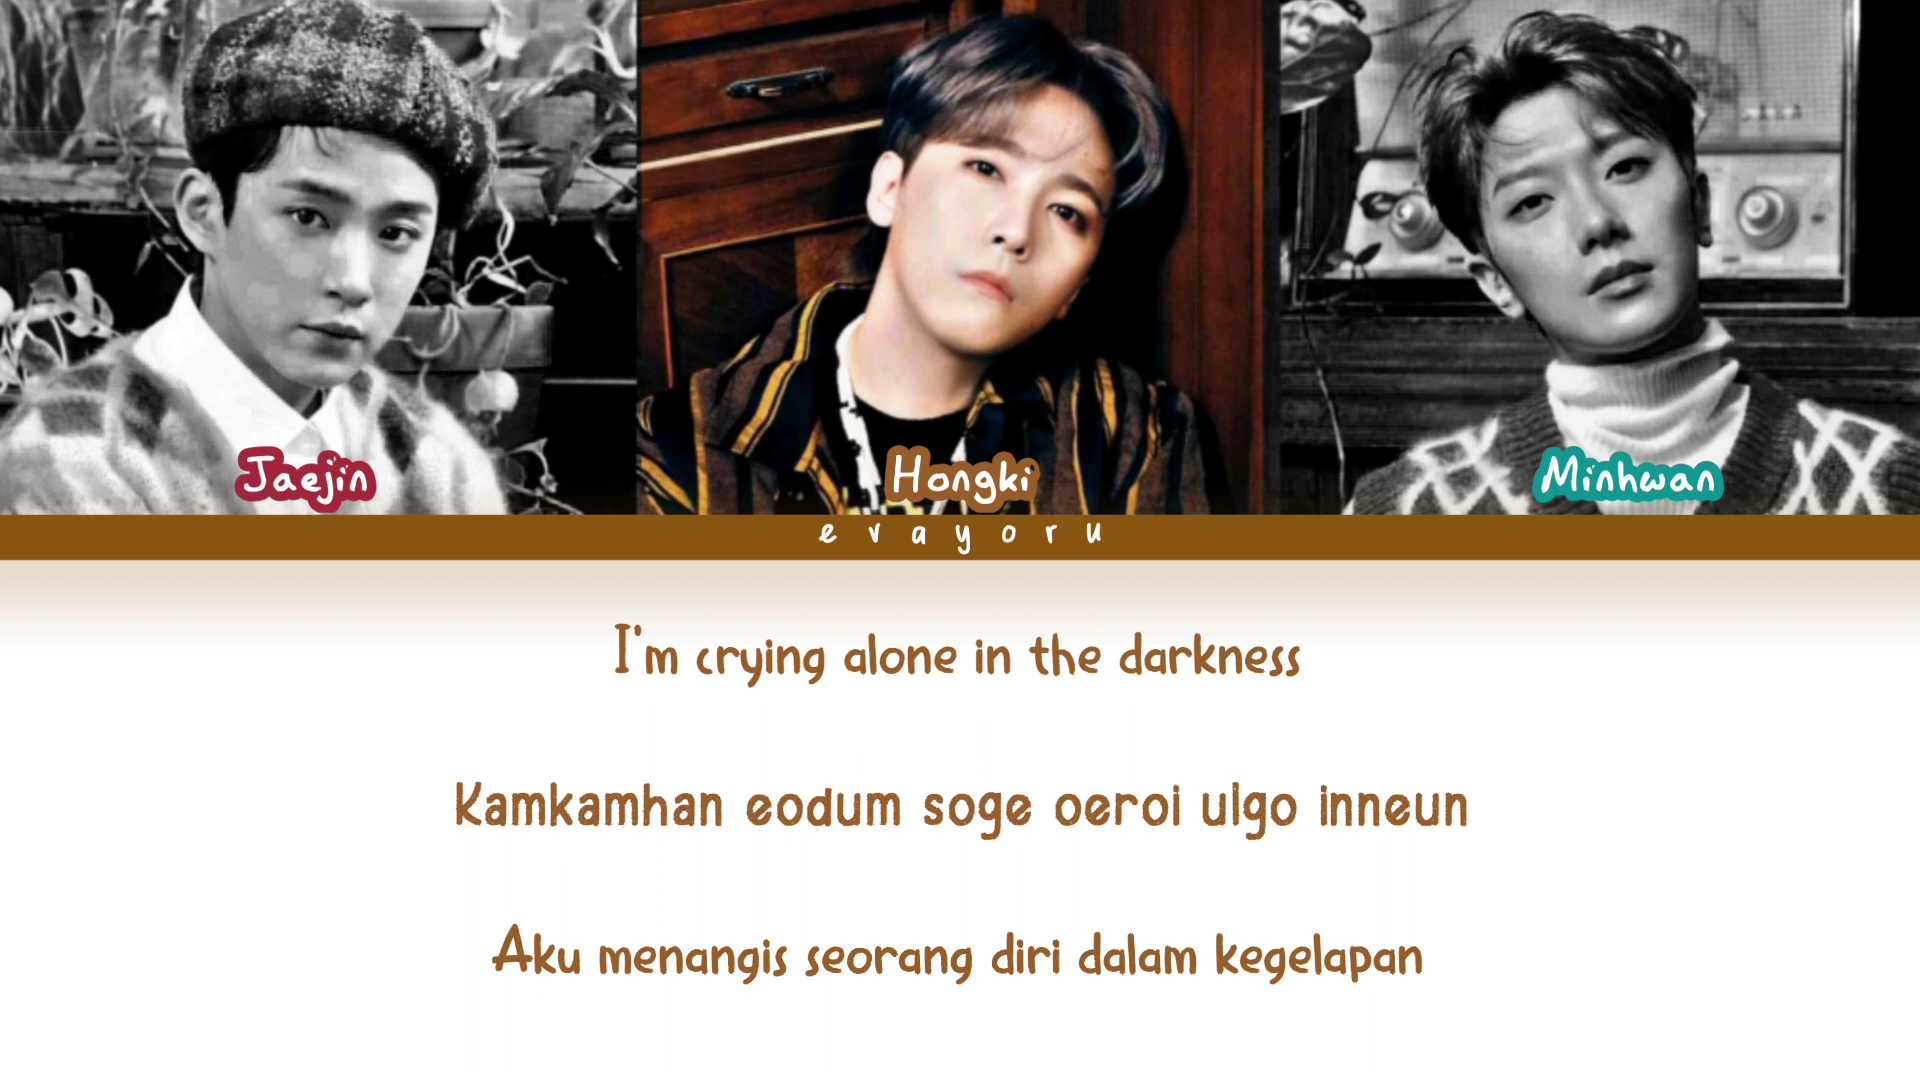 Jaejin
Hongki
Minhwan
evayoru
I'm crying alone in the darkness
Kamkamhan eodum soge oeroi ulgo inneun
Aku menangis seorang diri dalam kegelapan